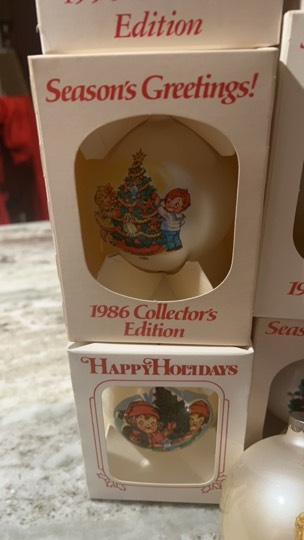 Edition
Season's Greetings!
1986 Collector's
Edition
HAPPY HOLIDAYS